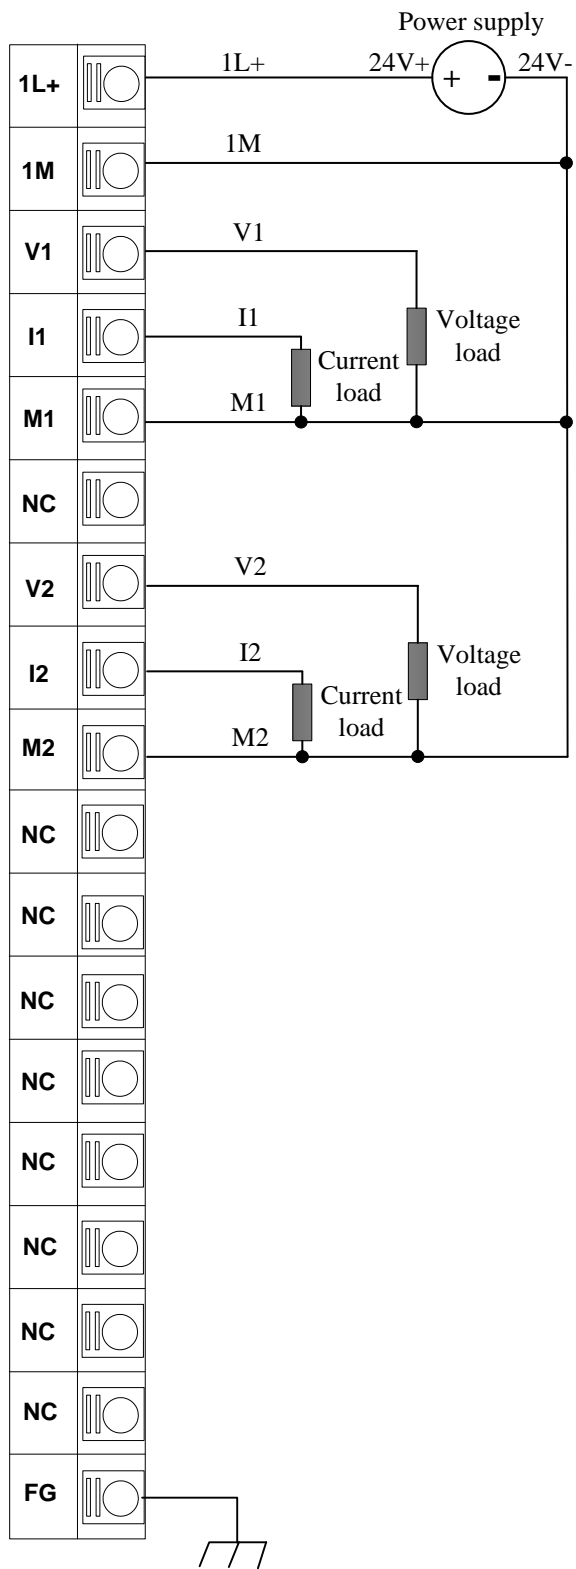 Power supply
1L+ 1L+ 24V+ + - 24V-
1M 1M
V1 V1
I1 I1 Voltage
load
Current
load
M1 M1
NC
V2 V2
I2 I2 Voltage
load
Current
load
M2 M2
NC
NC
NC
NC
NC
NC
NC
NC
FG